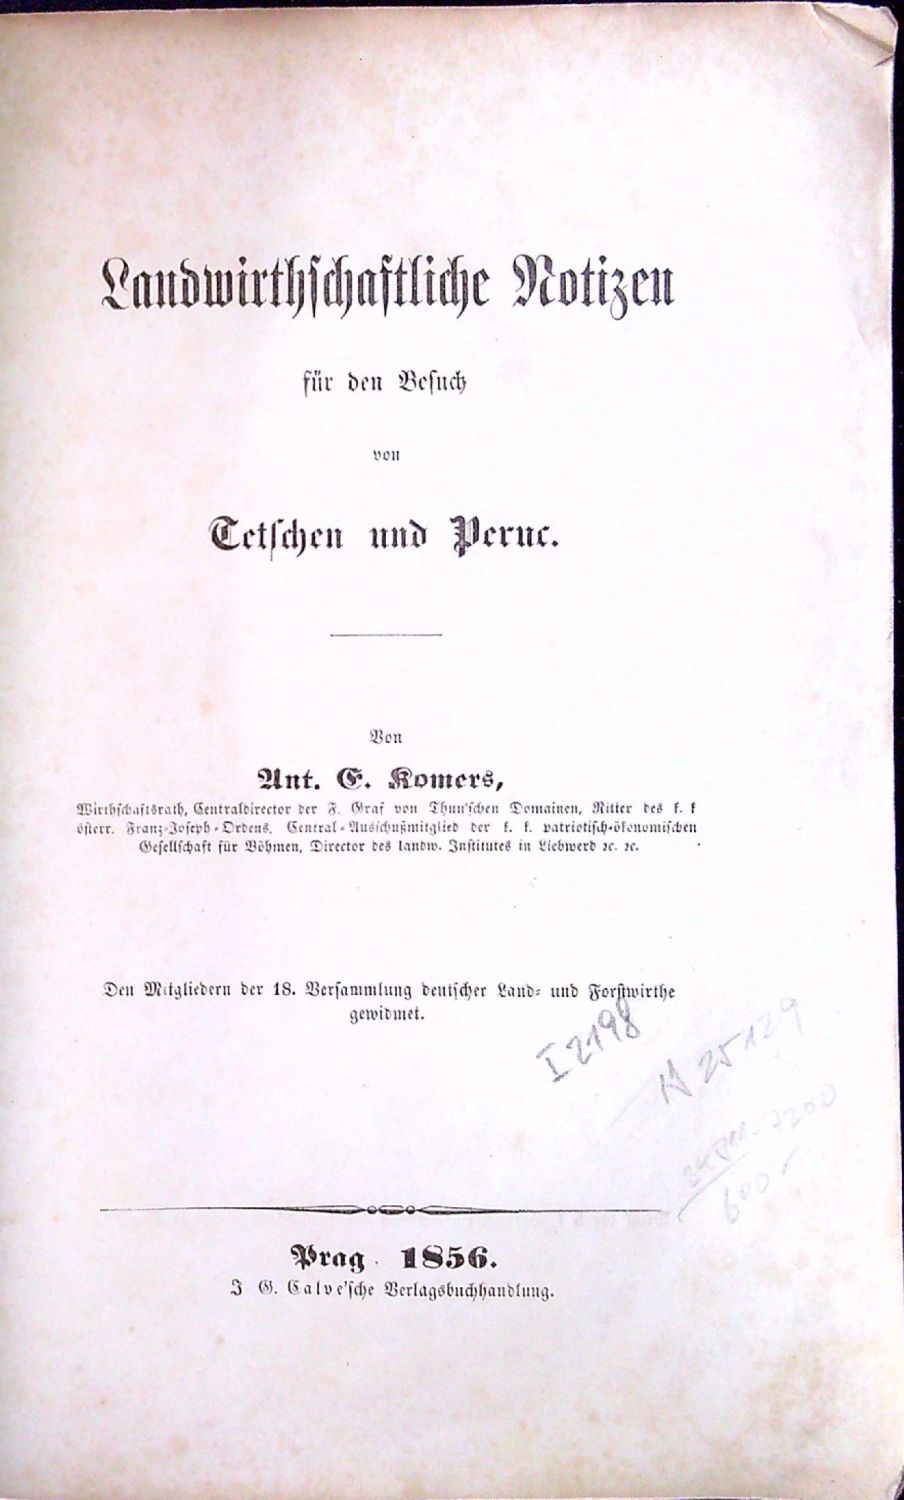 Landwirthschaftliche Notizen
für den Besuch
von
Tetschen und Peruc.
Von
Ant. E. Komers,
Wirthschaftsrath, Centraldirector der F. Graf von Thun'schen Domainen, Ritter des k. k
österr. Franz-Joseph-Ordens, Central-Ausschußmitglied der k. k. patriotisch-ökonomischen
Gesellschaft für Böhmen, Director des landw. Institutes in Liebwerd ꝛc. ꝛc.
Den Mitgliedern der 18. Versammlung deutscher Land- und Forstwirthe
gewidmet.
I 2198
25129
7200
600
Prag 1856.
J G. Calve'sche Verlagsbuchhandlung.